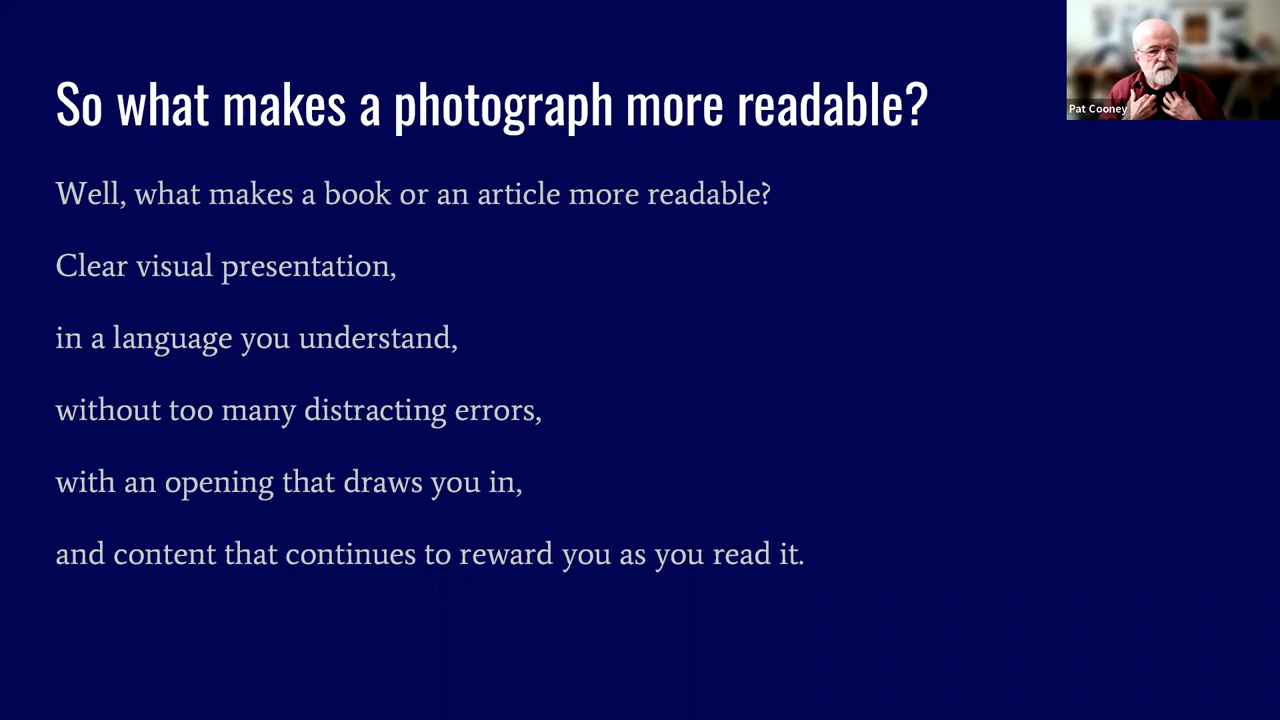 So what makes a photograph more readable?
Pat Cooney
Well, what makes a book or an article more readable?
Clear visual presentation,
in a language you understand,
without too many distracting errors,
with an opening that draws you in,
and content that continues to reward you as you read it.